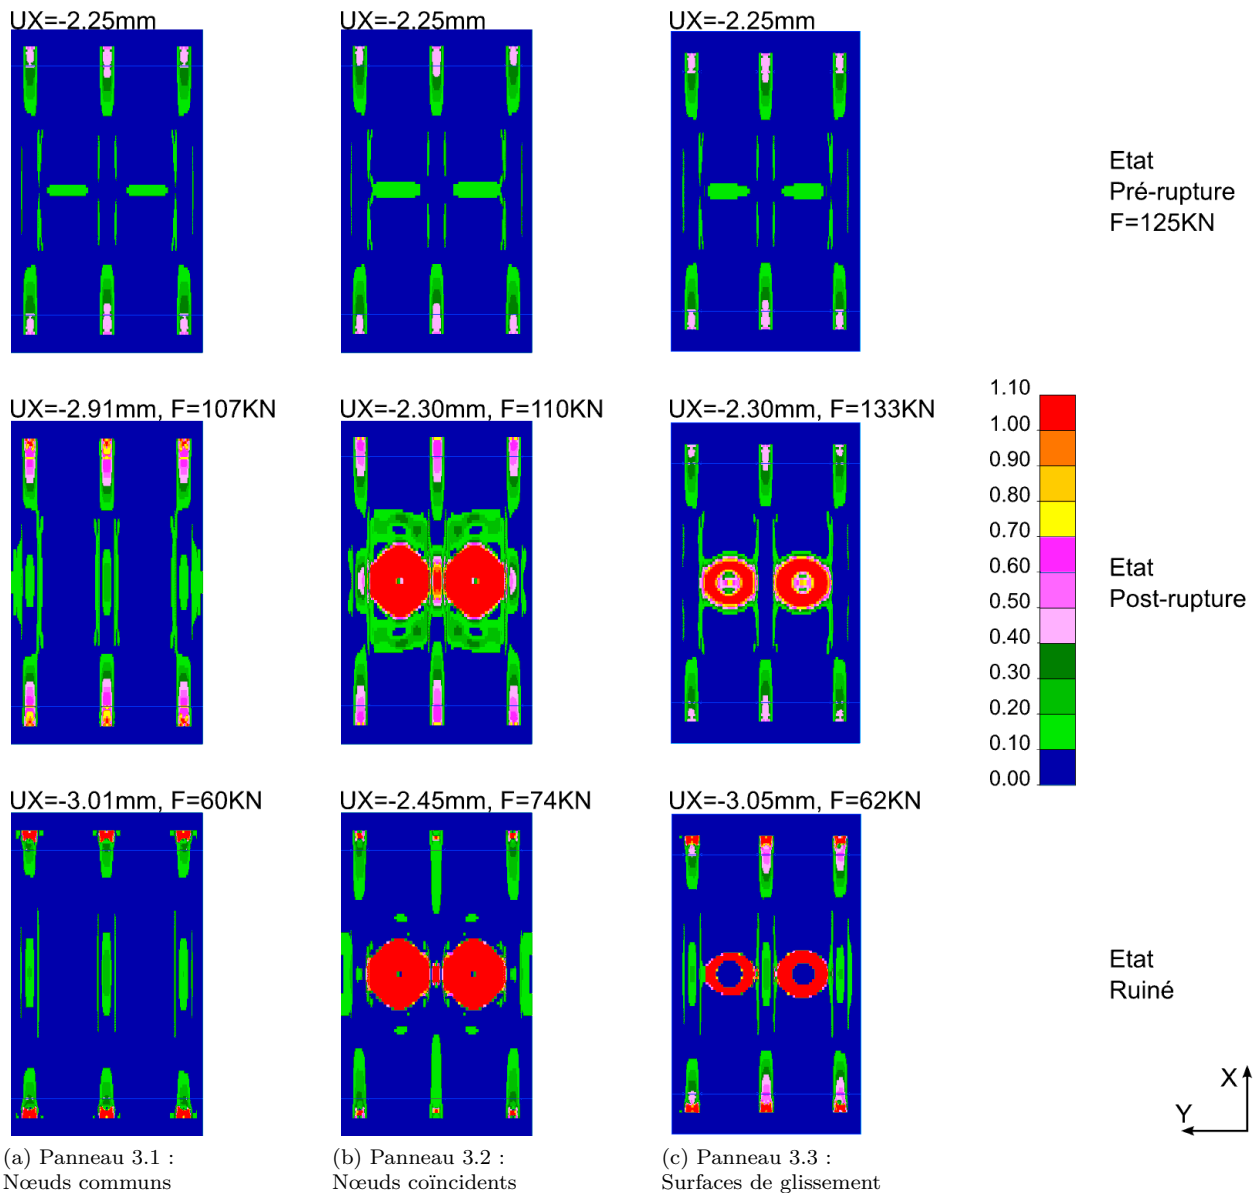 UX=-2.25mm
UX=-2.25mm
UX=-2.25mm
Etat
Pré-rupture
F=125KN
UX=-2.91mm, F=107KN
UX=-2.30mm, F=110KN
UX=-2.30mm, F=133KN
1.10
1.00
0.90
0.80
0.70
0.60
0.50
0.40
0.30
0.20
0.10
0.00
Etat
Post-rupture
UX=-3.01mm, F=60KN
UX=-2.45mm, F=74KN
UX=-3.05mm, F=62KN
Etat
Ruiné
X
Y
(a) Panneau 3.1 :
Nœuds communs
(b) Panneau 3.2 :
Nœuds coïncidents
(c) Panneau 3.3 :
Surfaces de glissement